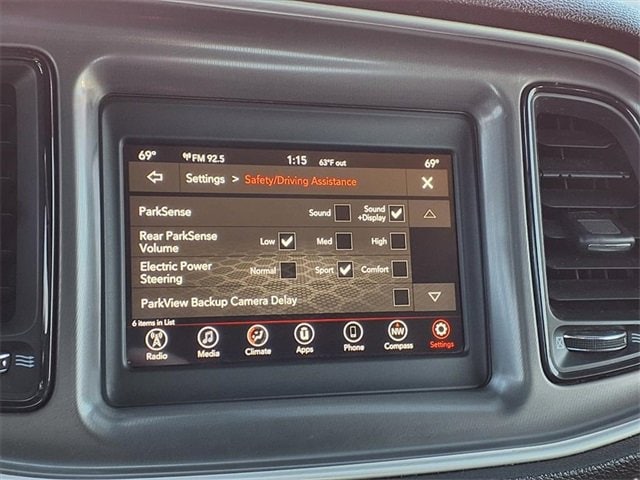 69° FM 92.5 1:15 63°F out 69°
Settings > Safety/Driving Assistance
ParkSense Sound Sound +Display
Rear ParkSense Volume Low Med High
Electric Power Steering Normal Sport Comfort
ParkView Backup Camera Delay
6 items in List
Radio Media Climate Apps Phone NW Compass Settings